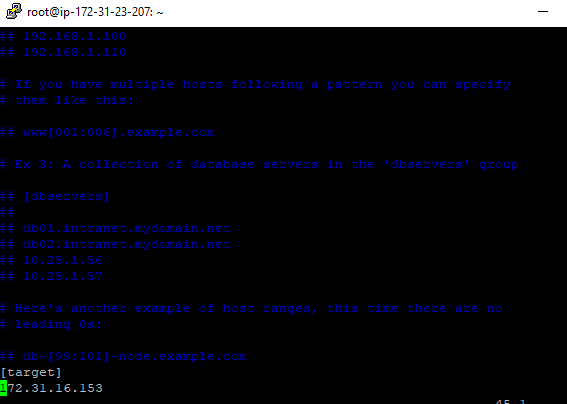 root@ip-172-31-23-207: ~
## 192.168.1.100
## 192.168.1.110
# If you have multiple hosts following a pattern you can specify
# them like this:
## www[001:006].example.com
# Ex 3: A collection of database servers in the 'dbservers' group
## [dbservers]
##
## db01.intranet.mydomain.net
## db02.intranet.mydomain.net
## 10.25.1.56
## 10.25.1.57
# Here's another example of host ranges, this time there are no
# leading 0s:
## db-[99:101]-node.example.com
[target]
172.31.16.153